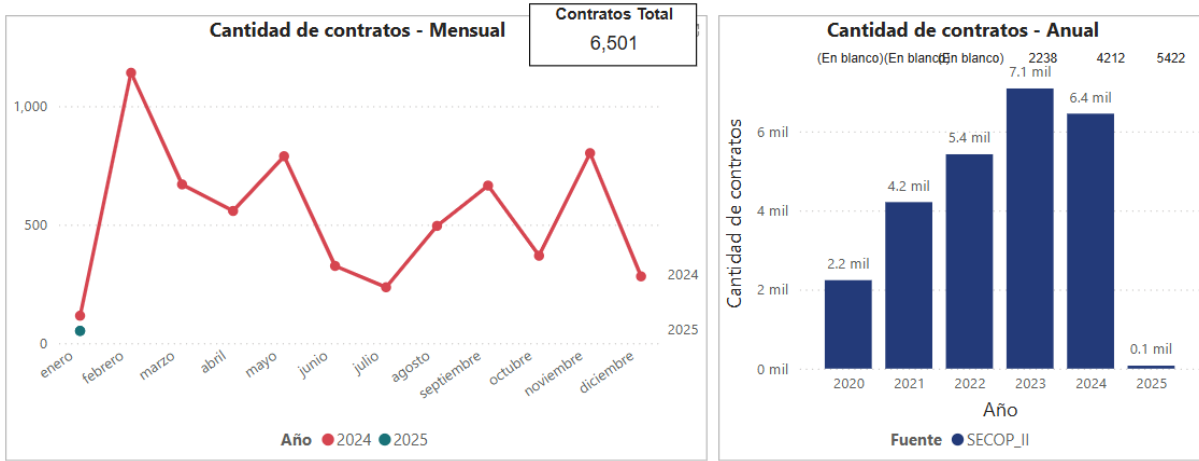 Cantidad de contratos - Mensual
Contratos Total
6,501
1,000
500
0
enero
febrero
marzo
abril
mayo
junio
julio
agosto
septiembre
octubre
noviembre
diciembre
2024
2025
Año 2024 2025
Cantidad de contratos - Anual
(En blanco) (En blanco) (En blanco) 2238 4212 5422
7.1 mil
6.4 mil
5.4 mil
4.2 mil
2.2 mil
0.1 mil
Cantidad de contratos
6 mil
4 mil
2 mil
0 mil
2020 2021 2022 2023 2024 2025
Año
Fuente SECOP_II